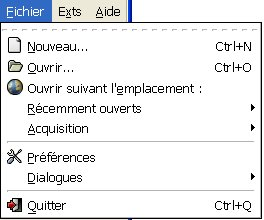 Fichier Exts Aide
Nouveau... Ctrl+N
Ouvrir... Ctrl+O
Ouvrir suivant l'emplacement :
Récemment ouverts
Acquisition
Préférences
Dialogues
Quitter Ctrl+Q